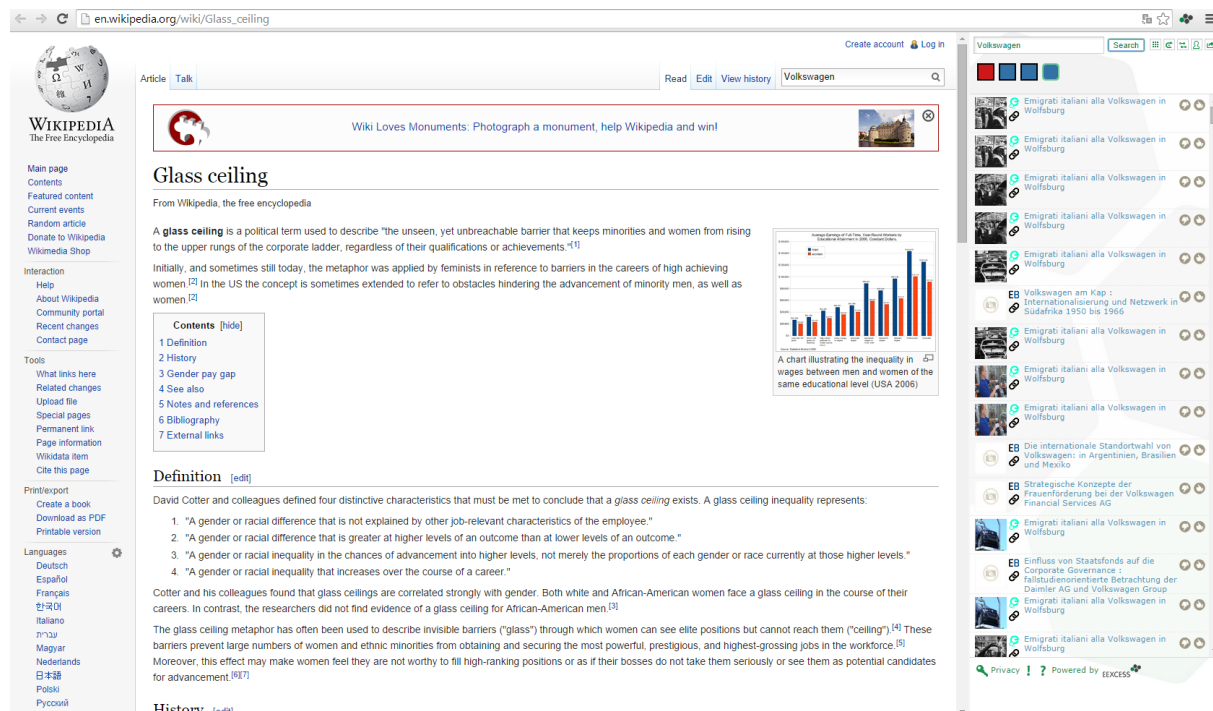 en.wikipedia.org/wiki/Glass_ceiling
Create account Log in
Article Talk
Read Edit View history Volkswagen
WIKIPEDIA
The Free Encyclopedia
Main page
Contents
Featured content
Current events
Random article
Donate to Wikipedia
Wikimedia Shop
Interaction
Help
About Wikipedia
Community portal
Recent changes
Contact page
Tools
What links here
Related changes
Upload file
Special pages
Permanent link
Page information
Wikidata item
Cite this page
Print/export
Create a book
Download as PDF
Printable version
Languages
Deutsch
Español
Français
한국어
Italiano
עברית
Magyar
Nederlands
日本語
Polski
Русский
Wiki Loves Monuments: Photograph a monument, help Wikipedia and win!
Glass ceiling
From Wikipedia, the free encyclopedia
A glass ceiling is a political term used to describe "the unseen, yet unbreachable barrier that keeps minorities and women from rising
to the upper rungs of the corporate ladder, regardless of their qualifications or achievements."[1]
Initially, and sometimes still today, the metaphor was applied by feminists in reference to barriers in the careers of high achieving
women.[2] In the US the concept is sometimes extended to refer to obstacles hindering the advancement of minority men, as well as
women.[2]
Average Earnings of Full-Time, Year-Round Workers by
Educational Attainment in 2006, Constant Dollars.
A chart illustrating the inequality in
wages between men and women of the
same educational level (USA 2006)
Contents [hide]
1 Definition
2 History
3 Gender pay gap
4 See also
5 Notes and references
6 Bibliography
7 External links
Definition [edit]
David Cotter and colleagues defined four distinctive characteristics that must be met to conclude that a glass ceiling exists. A glass ceiling inequality represents:
1. "A gender or racial difference that is not explained by other job-relevant characteristics of the employee."
2. "A gender or racial difference that is greater at higher levels of an outcome than at lower levels of an outcome."
3. "A gender or racial inequality in the chances of advancement into higher levels, not merely the proportions of each gender or race currently at those higher levels."
4. "A gender or racial inequality that increases over the course of a career."
Cotter and his colleagues found that glass ceilings are correlated strongly with gender. Both white and African-American women face a glass ceiling in the course of their
careers. In contrast, the researchers did not find evidence of a glass ceiling for African-American men.[3]
The glass ceiling metaphor has often been used to describe invisible barriers ("glass") through which women can see elite positions but cannot reach them ("ceiling").[4] These
barriers prevent large numbers of women and ethnic minorities from obtaining and securing the most powerful, prestigious, and highest-grossing jobs in the workforce.[5]
Moreover, this effect may make women feel they are not worthy to fill high-ranking positions or as if their bosses do not take them seriously or see them as potential candidates
for advancement.[6][7]
History [edit]
Volkswagen Search
Emigrati italiani alla Volkswagen in
Wolfsburg
Emigrati italiani alla Volkswagen in
Wolfsburg
Emigrati italiani alla Volkswagen in
Wolfsburg
Emigrati italiani alla Volkswagen in
Wolfsburg
Emigrati italiani alla Volkswagen in
Wolfsburg
EB Volkswagen am Kap :
Internationalisierung und Netzwerk in
Südafrika 1950 bis 1966
Emigrati italiani alla Volkswagen in
Wolfsburg
Emigrati italiani alla Volkswagen in
Wolfsburg
Emigrati italiani alla Volkswagen in
Wolfsburg
EB Die internationale Standortwahl von
Volkswagen: in Argentinien, Brasilien
und Mexiko
EB Strategische Konzepte der
Frauenförderung bei der Volkswagen
Financial Services AG
Emigrati italiani alla Volkswagen in
Wolfsburg
EB Einfluss von Staatsfonds auf die
Corporate Governance :
fallstudienorientierte Betrachtung der
Daimler AG und Volkswagen Group
Emigrati italiani alla Volkswagen in
Wolfsburg
Emigrati italiani alla Volkswagen in
Wolfsburg
Privacy ! ? Powered by EEXCESS